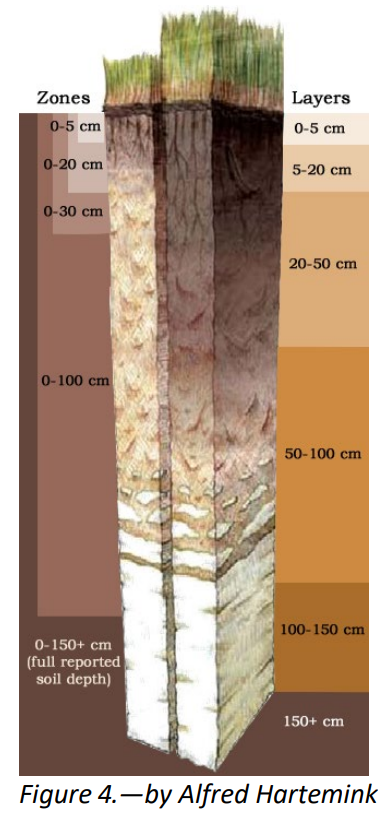 Zones
0-5 cm
0-20 cm
0-30 cm
0-100 cm
0-150+ cm
(full reported
soil depth)
Layers
0-5 cm
5-20 cm
20-50 cm
50-100 cm
100-150 cm
150+ cm
Figure 4.—by Alfred Hartemink